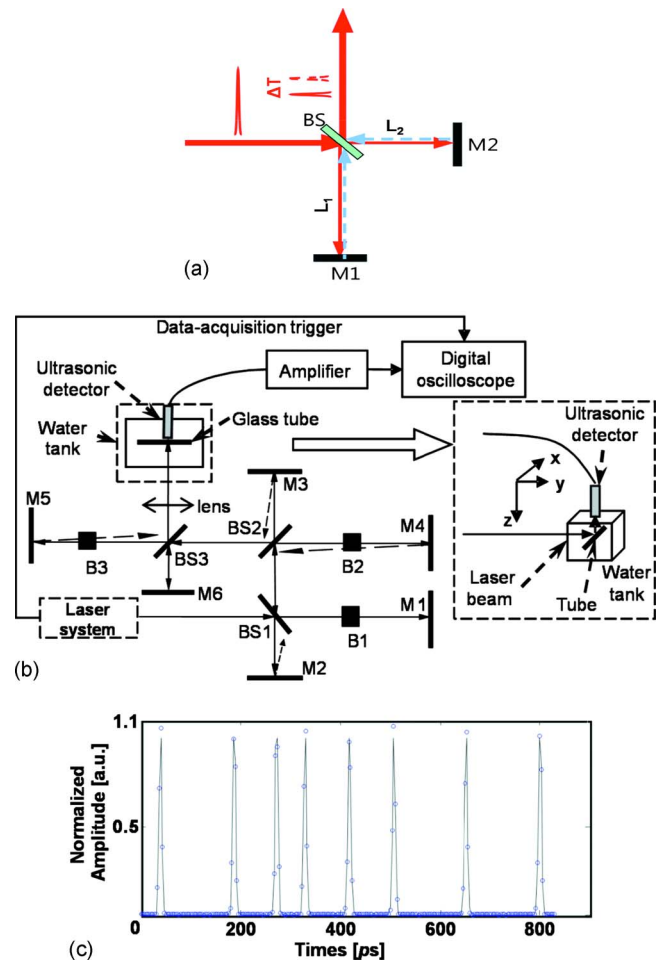 ΔT
BS
L2
M2
L1
M1
(a)
Data-acquisition trigger
Ultrasonic
detector
Amplifier
Digital
oscilloscope
Glass tube
Water
tank
Ultrasonic
detector
x
y
z
M3
M5
lens
M4
BS2
B3
BS3
B2
M6
M1
Laser
beam
Tube
Water
tank
Laser
system
BS1
B1
M2
(b)
1.1
Normalized
Amplitude [a.u.]
0.5
0
200
400
600
800
Times [ps]
(c)